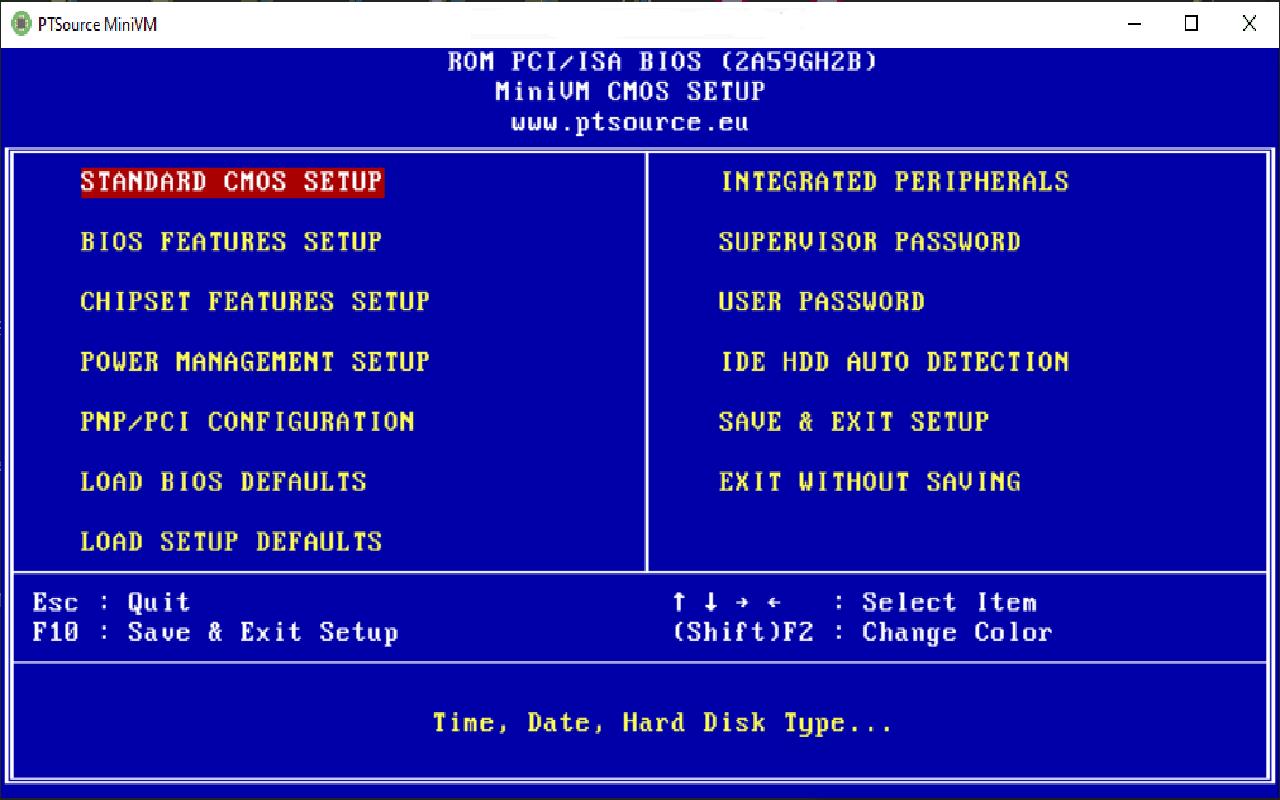 PTSource MiniVM
ROM PCI/ISA BIOS (2A59GH2B)
MiniVM CMOS SETUP
www.ptsource.eu
STANDARD CMOS SETUP
BIOS FEATURES SETUP
CHIPSET FEATURES SETUP
POWER MANAGEMENT SETUP
PNP/PCI CONFIGURATION
LOAD BIOS DEFAULTS
LOAD SETUP DEFAULTS
INTEGRATED PERIPHERALS
SUPERVISOR PASSWORD
USER PASSWORD
IDE HDD AUTO DETECTION
SAVE & EXIT SETUP
EXIT WITHOUT SAVING
Esc : Quit
F10 : Save & Exit Setup
↑ ↓ → ← : Select Item
(Shift)F2 : Change Color
Time, Date, Hard Disk Type...